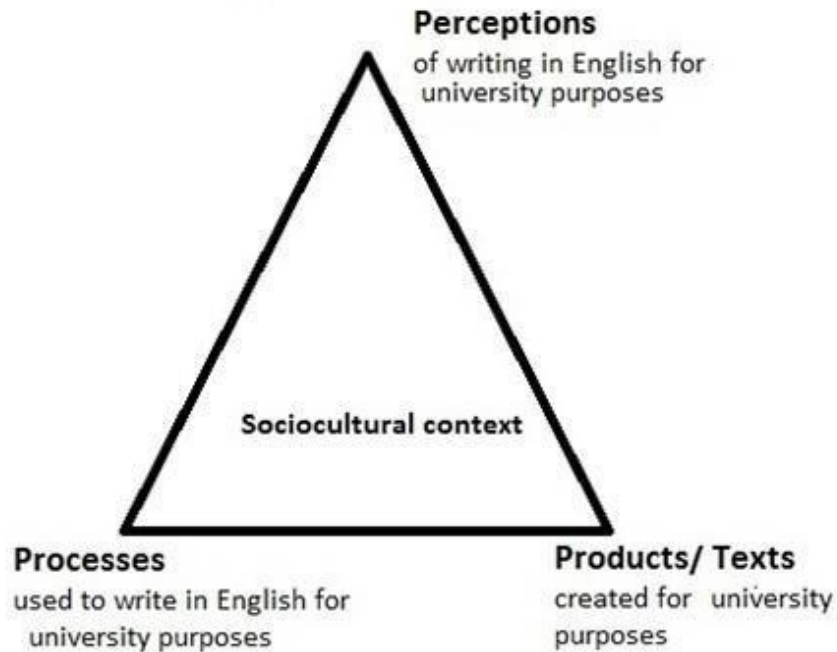 Perceptions
of writing in English for
university purposes
Sociocultural context
Processes
used to write in English for
university purposes
Products/ Texts
created for university
purposes